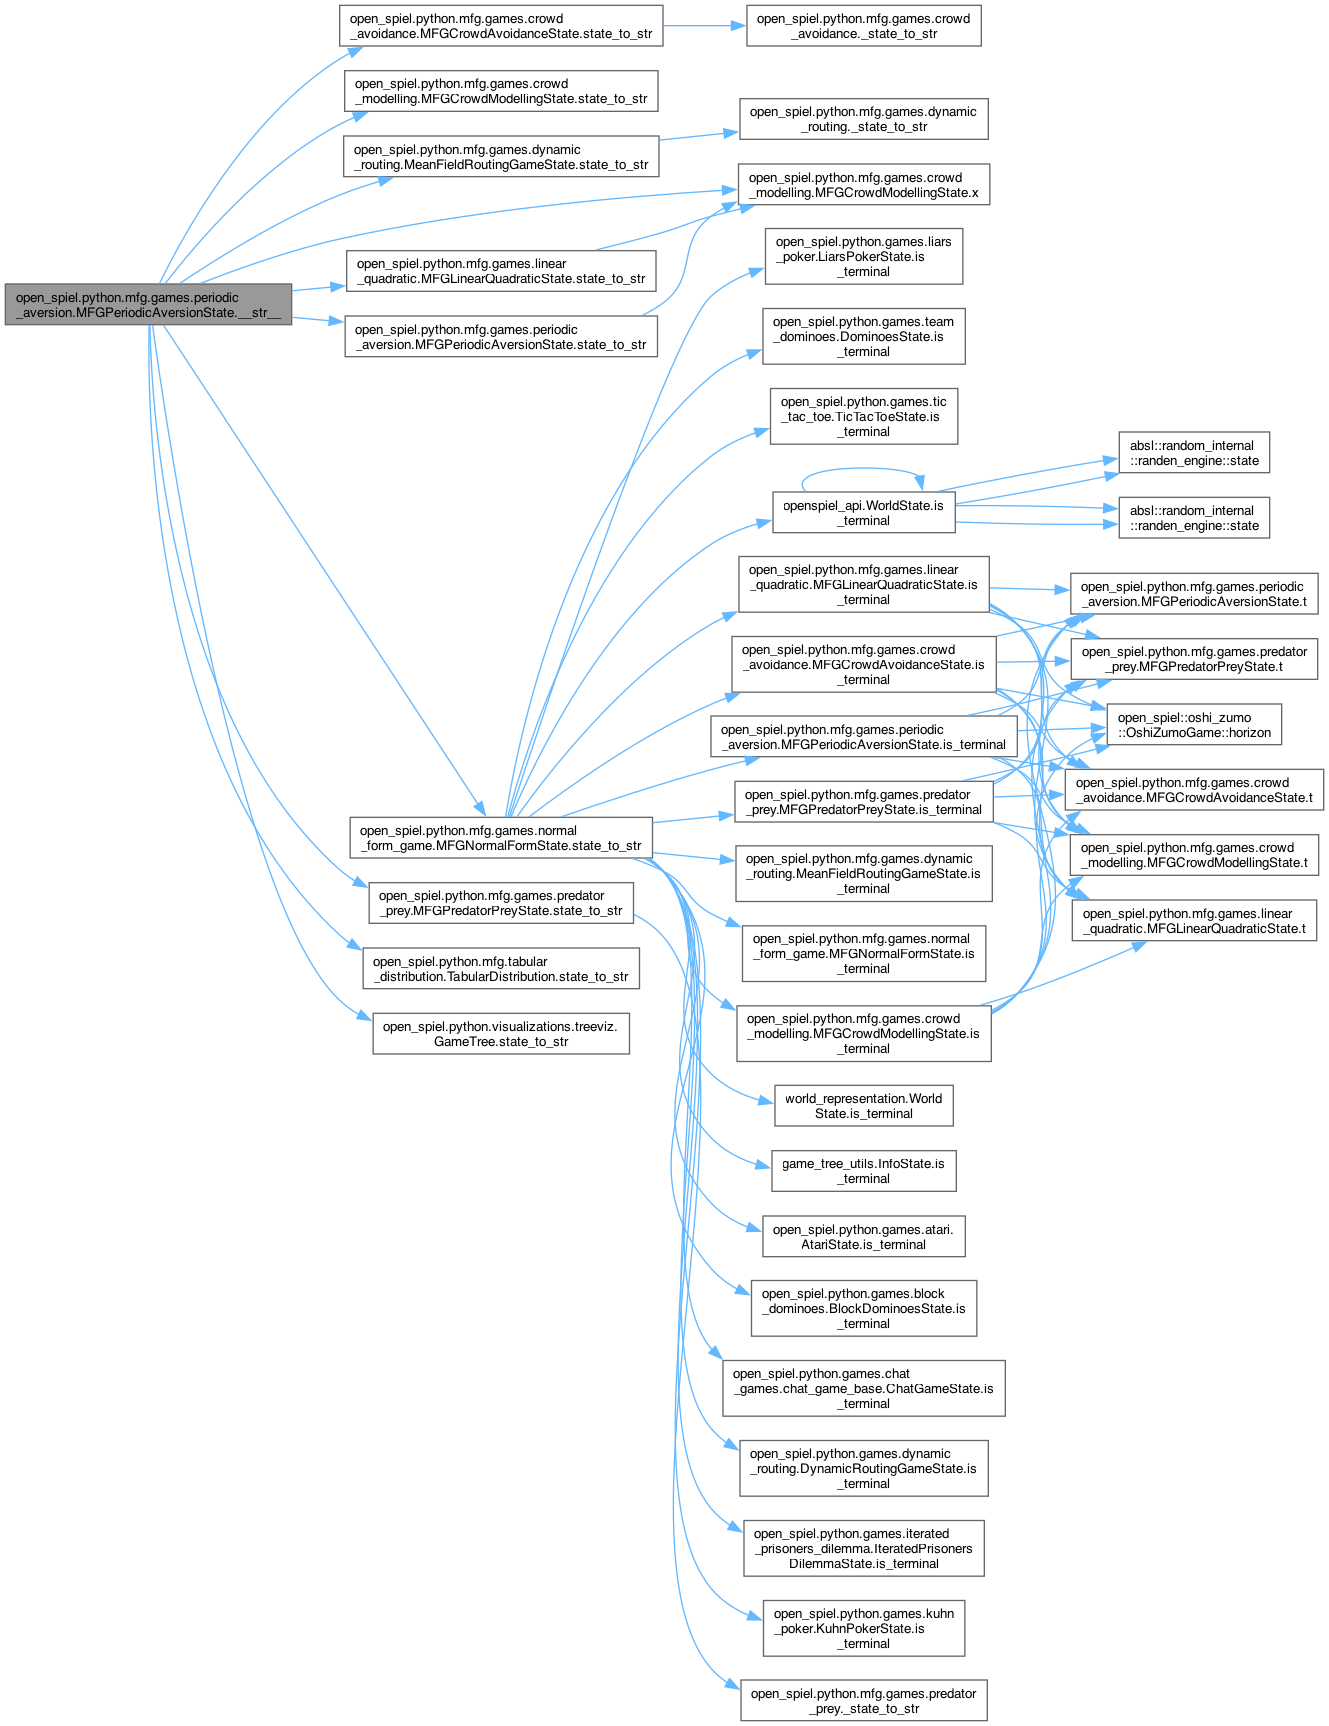 open_spiel.python.mfg.games.periodic
_aversion.MFGPeriodicAversionState.__str__
open_spiel.python.mfg.games.crowd
_avoidance.MFGCrowdAvoidanceState.state_to_str
open_spiel.python.mfg.games.crowd
_modelling.MFGCrowdModellingState.state_to_str
open_spiel.python.mfg.games.dynamic
_routing.MeanFieldRoutingGameState.state_to_str
open_spiel.python.mfg.games.linear
_quadratic.MFGLinearQuadraticState.state_to_str
open_spiel.python.mfg.games.periodic
_aversion.MFGPeriodicAversionState.state_to_str
open_spiel.python.mfg.games.normal
_form_game.MFGNormalFormState.state_to_str
open_spiel.python.mfg.games.predator
_prey.MFGPredatorPreyState.state_to_str
open_spiel.python.mfg.tabular
_distribution.TabularDistribution.state_to_str
open_spiel.python.visualizations.treeviz.
GameTree.state_to_str
open_spiel.python.mfg.games.crowd
_avoidance._state_to_str
open_spiel.python.mfg.games.dynamic
_routing._state_to_str
open_spiel.python.mfg.games.crowd
_modelling.MFGCrowdModellingState.x
open_spiel.python.games.liars
_poker.LiarsPokerState.is
_terminal
open_spiel.python.games.team
_dominoes.DominoesState.is
_terminal
open_spiel.python.games.tic
_tac_toe.TicTacToeState.is
_terminal
openspiel_api.WorldState.is
_terminal
open_spiel.python.mfg.games.linear
_quadratic.MFGLinearQuadraticState.is
_terminal
open_spiel.python.mfg.games.crowd
_avoidance.MFGCrowdAvoidanceState.is
_terminal
open_spiel.python.mfg.games.periodic
_aversion.MFGPeriodicAversionState.is_terminal
open_spiel.python.mfg.games.predator
_prey.MFGPredatorPreyState.is_terminal
open_spiel.python.mfg.games.dynamic
_routing.MeanFieldRoutingGameState.is
_terminal
open_spiel.python.mfg.games.normal
_form_game.MFGNormalFormState.is
_terminal
open_spiel.python.mfg.games.crowd
_modelling.MFGCrowdModellingState.is
_terminal
world_representation.World
State.is_terminal
game_tree_utils.InfoState.is
_terminal
open_spiel.python.games.atari.
AtariState.is_terminal
open_spiel.python.games.block
_dominoes.BlockDominoesState.is
_terminal
open_spiel.python.games.chat
_games.chat_game_base.ChatGameState.is
_terminal
open_spiel.python.games.dynamic
_routing.DynamicRoutingGameState.is
_terminal
open_spiel.python.games.iterated
_prisoners_dilemma.IteratedPrisoners
DilemmaState.is_terminal
open_spiel.python.games.kuhn
_poker.KuhnPokerState.is
_terminal
open_spiel.python.mfg.games.predator
_prey._state_to_str
absl::random_internal
::randen_engine::state
absl::random_internal
::randen_engine::state
open_spiel.python.mfg.games.periodic
_aversion.MFGPeriodicAversionState.t
open_spiel.python.mfg.games.predator
_prey.MFGPredatorPreyState.t
open_spiel::oshi_zumo
::OshiZumoGame::horizon
open_spiel.python.mfg.games.crowd
_avoidance.MFGCrowdAvoidanceState.t
open_spiel.python.mfg.games.crowd
_modelling.MFGCrowdModellingState.t
open_spiel.python.mfg.games.linear
_quadratic.MFGLinearQuadraticState.t